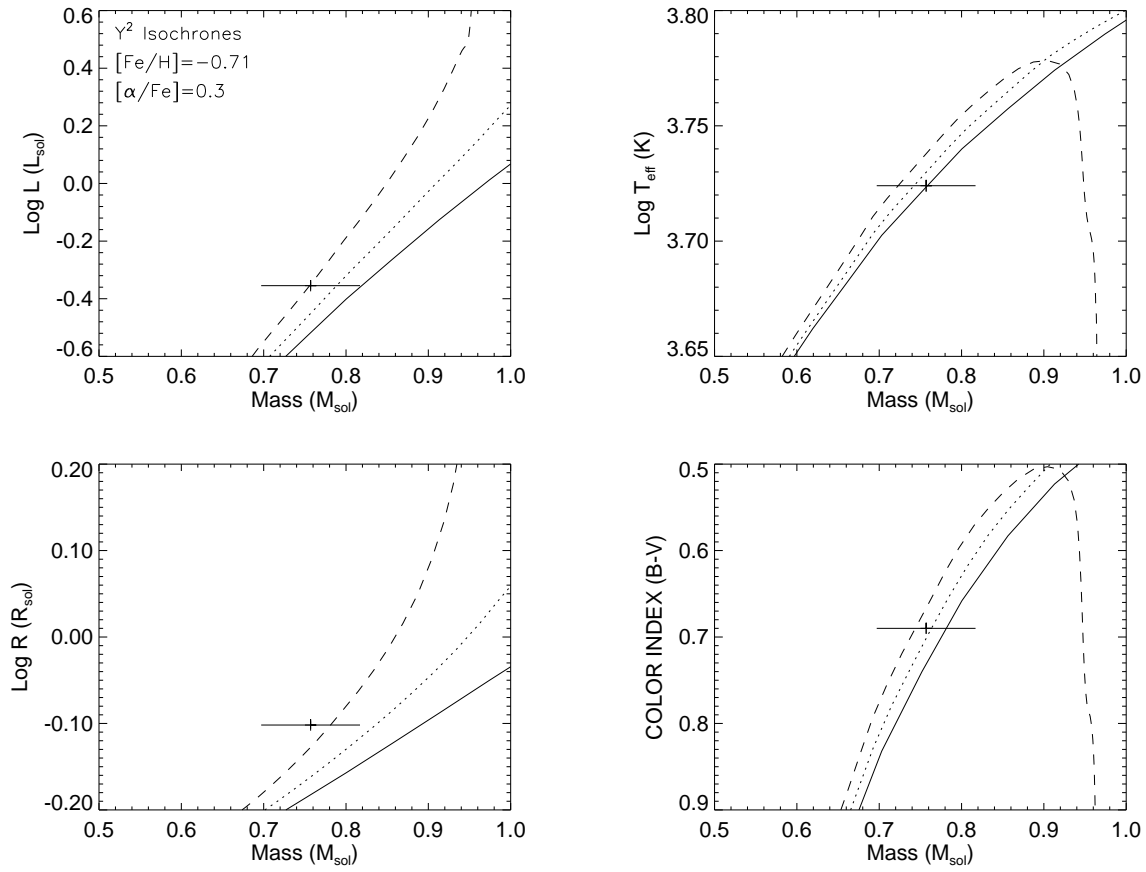 Y² Isochrones
[Fe/H]=−0.71
[α/Fe]=0.3
Log L (L_sol)
0.6
0.4
0.2
0.0
-0.2
-0.4
-0.6
0.5 0.6 0.7 0.8 0.9 1.0
Mass (M_sol)
Log T_eff (K)
3.80
3.75
3.70
3.65
0.5 0.6 0.7 0.8 0.9 1.0
Mass (M_sol)
Log R (R_sol)
0.20
0.10
0.00
-0.10
-0.20
0.5 0.6 0.7 0.8 0.9 1.0
Mass (M_sol)
COLOR INDEX (B-V)
0.5
0.6
0.7
0.8
0.9
0.5 0.6 0.7 0.8 0.9 1.0
Mass (M_sol)